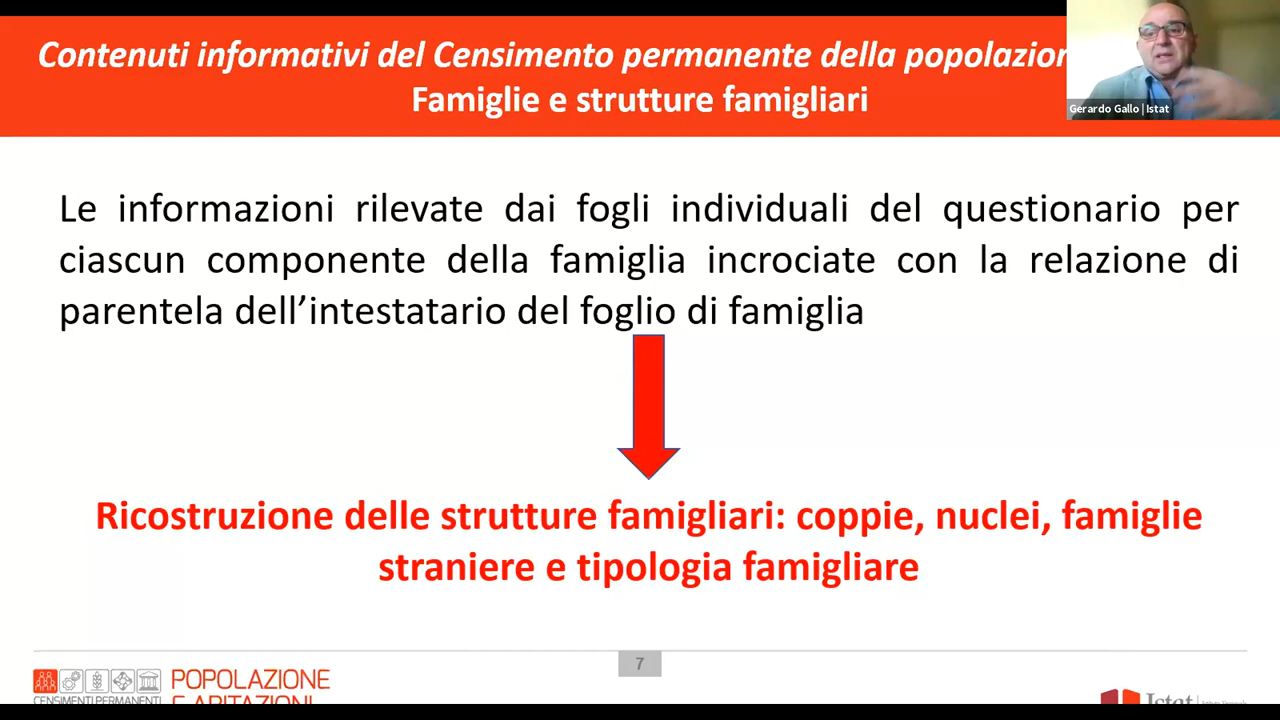 Contenuti informativi del Censimento permanente della popolazion
Famiglie e strutture famigliari
Gerardo Gallo | Istat
Le informazioni rilevate dai fogli individuali del questionario per
ciascun componente della famiglia incrociate con la relazione di
parentela dell’intestatario del foglio di famiglia
Ricostruzione delle strutture famigliari: coppie, nuclei, famiglie
straniere e tipologia famigliare
7
POPOLAZIONE
E ABITAZIONI
CENSIMENTI PERMANENTI
Istat